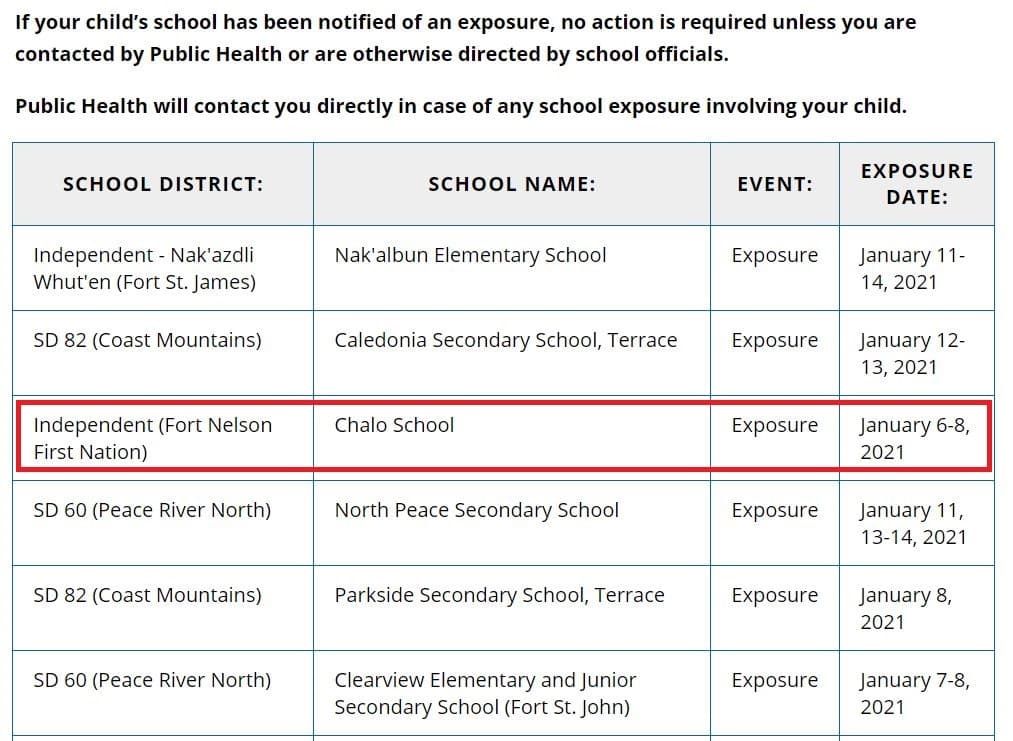 If your child’s school has been notified of an exposure, no action is required unless you are
contacted by Public Health or are otherwise directed by school officials.
Public Health will contact you directly in case of any school exposure involving your child.
SCHOOL DISTRICT: SCHOOL NAME: EVENT: EXPOSURE
DATE:
Independent - Nak'azdli Nak'albun Elementary School Exposure January 11-
Whut'en (Fort St. James) 14, 2021
SD 82 (Coast Mountains) Caledonia Secondary School, Terrace Exposure January 12-
13, 2021
Independent (Fort Nelson Chalo School Exposure January 6-8,
First Nation) 2021
SD 60 (Peace River North) North Peace Secondary School Exposure January 11,
13-14, 2021
SD 82 (Coast Mountains) Parkside Secondary School, Terrace Exposure January 8,
2021
SD 60 (Peace River North) Clearview Elementary and Junior Exposure January 7-8,
Secondary School (Fort St. John) 2021